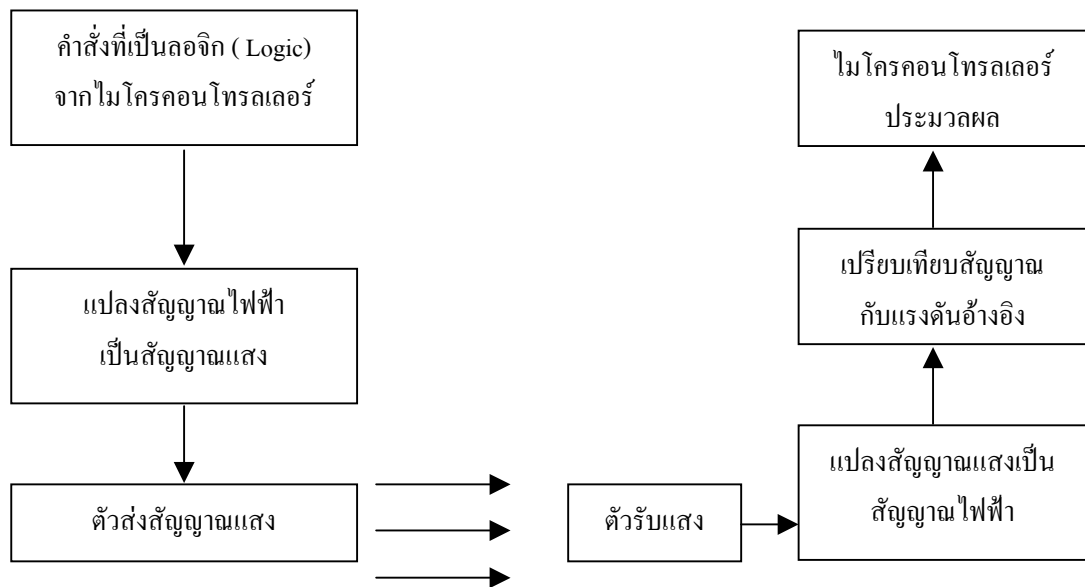 คำสั่งที่เป็นลอจิก ( Logic)
จากไมโครคอนโทรลเลอร์
แปลงสัญญาณไฟฟ้า
เป็นสัญญาณแสง
ตัวส่งสัญญาณแสง
ตัวรับแสง
แปลงสัญญาณแสงเป็น
สัญญาณไฟฟ้า
เปรียบเทียบสัญญาณ
กับแรงดันอ้างอิง
ไมโครคอนโทรลเลอร์
ประมวลผล